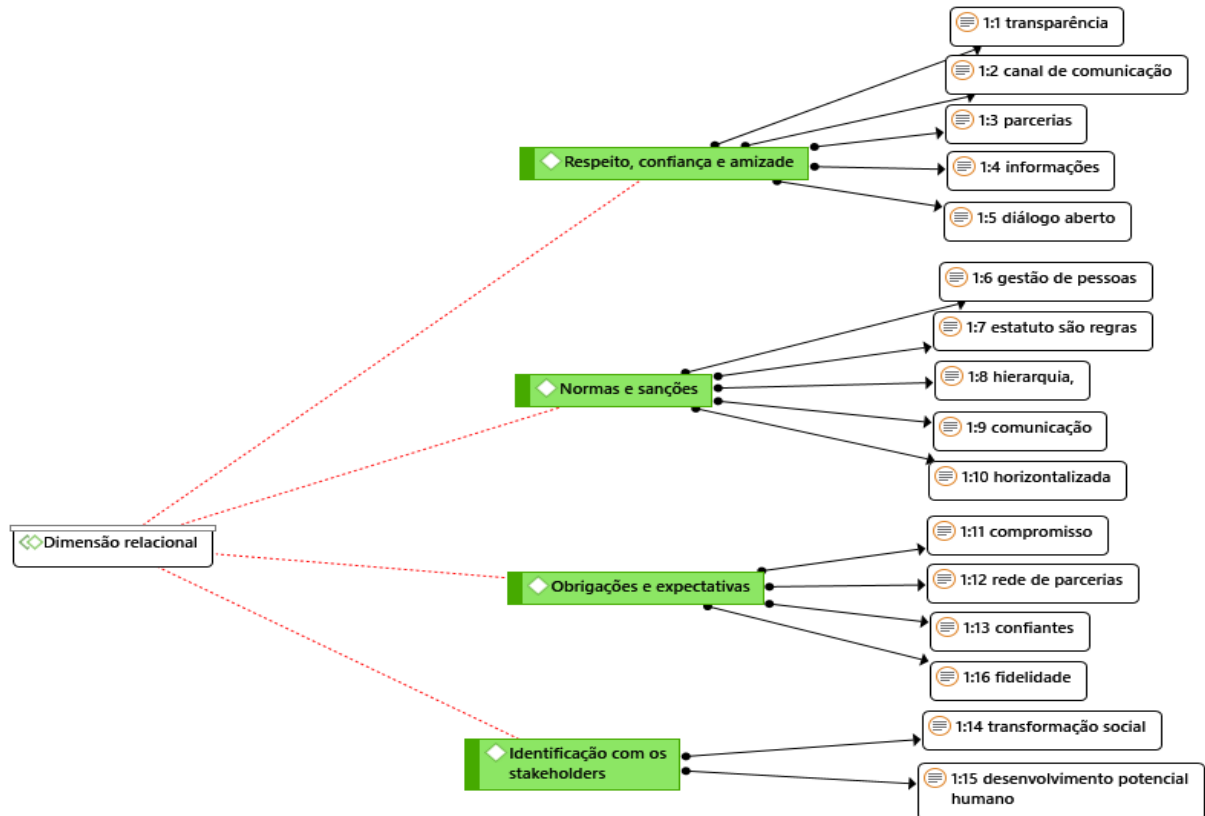 1:1 transparência
1:2 canal de comunicação
1:3 parcerias
Respeito, confiança e amizade
1:4 informações
1:5 diálogo aberto
1:6 gestão de pessoas
1:7 estatuto são regras
1:8 hierarquia,
Normas e sanções
1:9 comunicação
1:10 horizontalizada
Dimensão relacional
1:11 compromisso
1:12 rede de parcerias
Obrigações e expectativas
1:13 confiantes
1:16 fidelidade
1:14 transformação social
Identificação com os
stakeholders
1:15 desenvolvimento potencial
humano